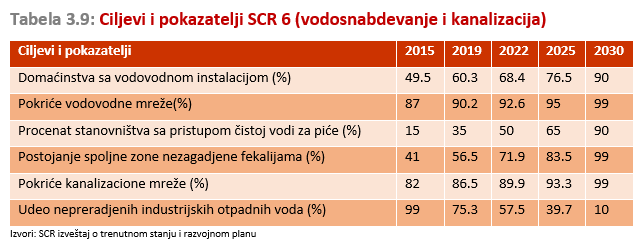 Tabela 3.9: Ciljevi i pokazatelji SCR 6 (vodosnabdevanje i kanalizacija)
Ciljevi i pokazatelji 2015 2019 2022 2025 2030
Domaćinstva sa vodovodnom instalacijom (%) 49.5 60.3 68.4 76.5 90
Pokriće vodovodne mreže(%) 87 90.2 92.6 95 99
Procenat stanovništva sa pristupom čistoj vodi za piće (%) 15 35 50 65 90
Postojanje spoljne zone nezagadjene fekalijama (%) 41 56.5 71.9 83.5 99
Pokriće kanalizacione mreže (%) 82 86.5 89.9 93.3 99
Udeo nepreradjenih industrijskih otpadnih voda (%) 99 75.3 57.5 39.7 10
Izvori: SCR izveštaj o trenutnom stanju i razvojnom planu